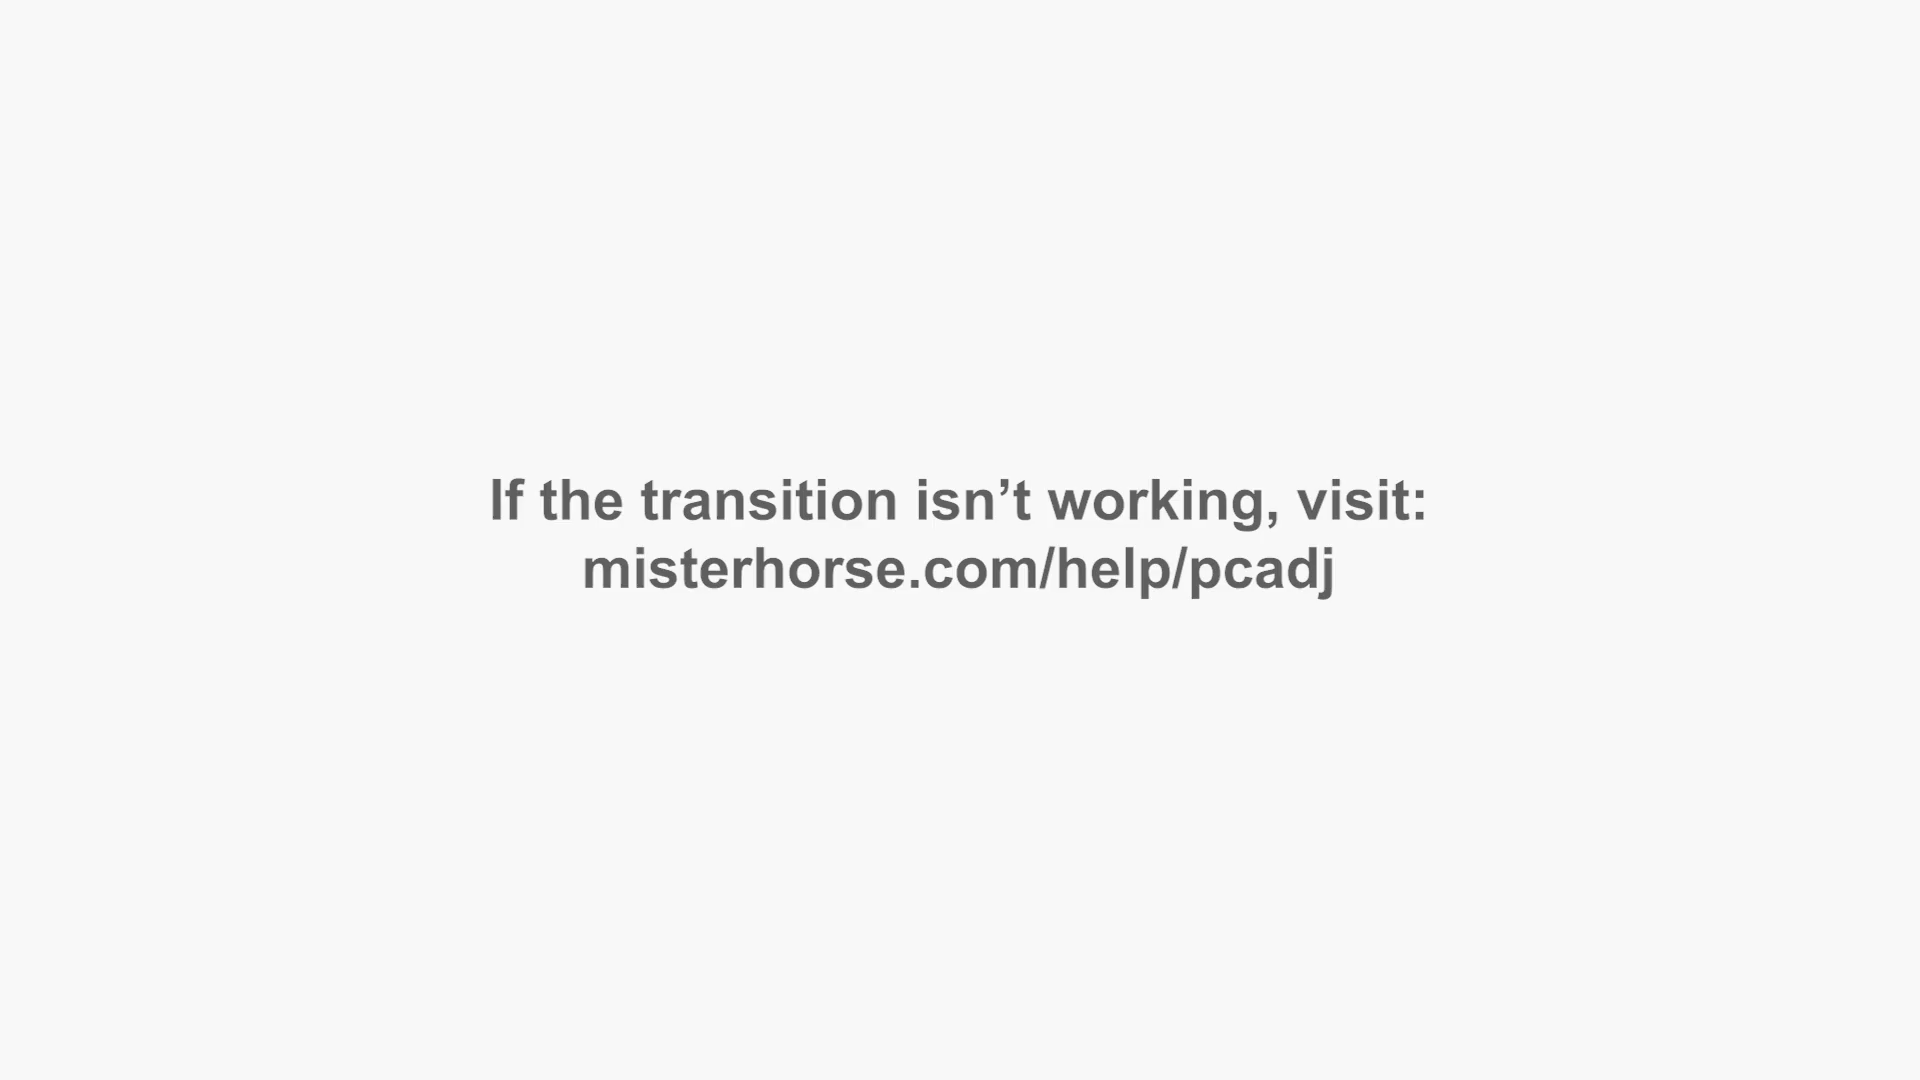 If the transition isn’t working, visit:
misterhorse.com/help/pcadj